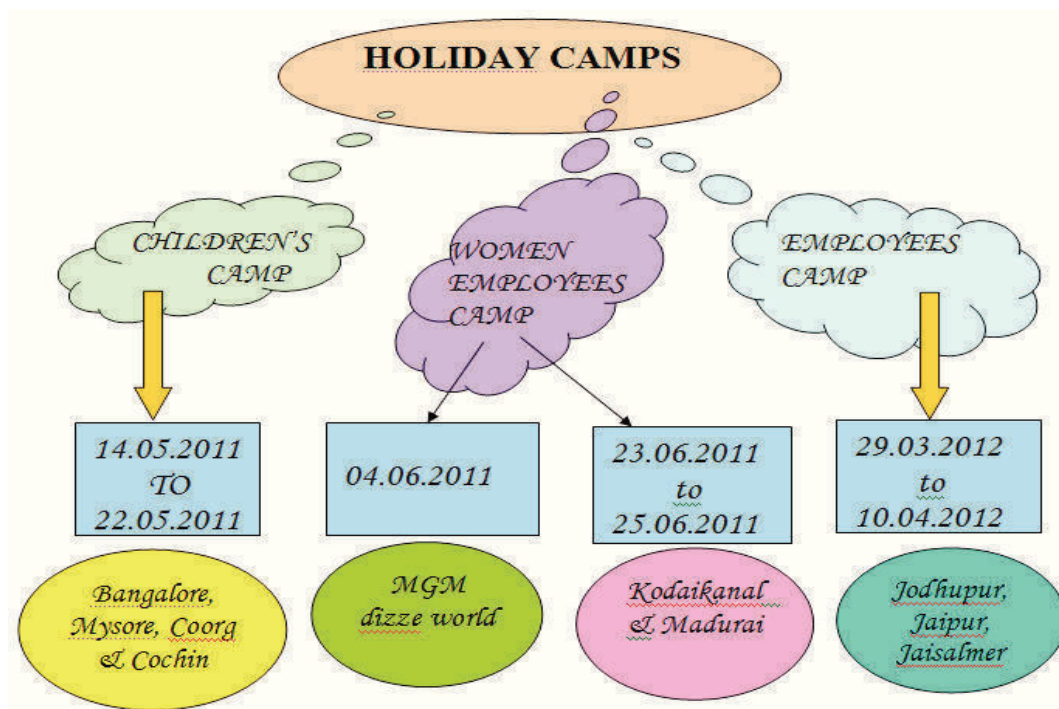 HOLIDAY CAMPS
CHILDREN'S
CAMP
WOMEN
EMPLOYEES
CAMP
EMPLOYEES
CAMP
14.05.2011
TO
22.05.2011
04.06.2011
23.06.2011
to
25.06.2011
29.03.2012
to
10.04.2012
Bangalore,
Mysore, Coorg
& Cochin
MGM
dizze world
Kodaikanal
& Madurai
Jodhupur,
Jaipur,
Jaisalmer